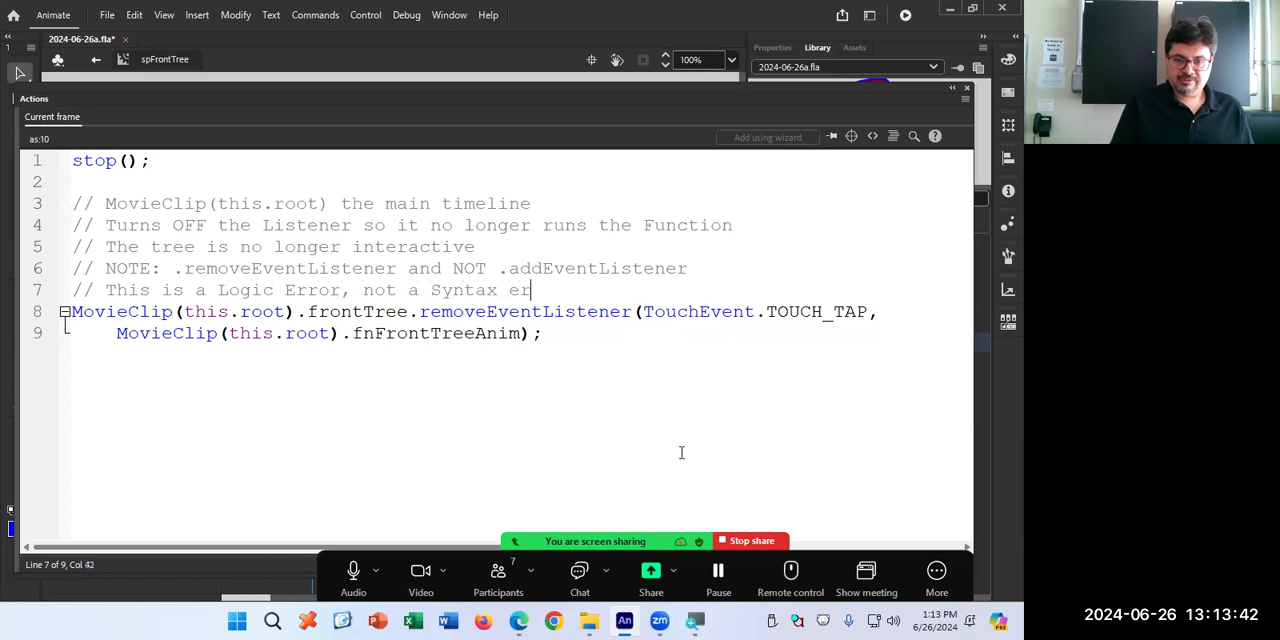 Animate File Edit View Insert Modify Text Commands Control Debug Window Help
2024-06-26a.fla* ×
spFrontTree 100%
Properties Library Assets
2024-06-26a.fla
Actions
Current frame
as:10 Add using wizard
1 stop();
2
3 // MovieClip(this.root) the main timeline
4 // Turns OFF the Listener so it no longer runs the Function
5 // The tree is no longer interactive
6 // NOTE: .removeEventListener and NOT .addEventListener
7 // This is a Logic Error, not a Syntax er
8 MovieClip(this.root).frontTree.removeEventListener(TouchEvent.TOUCH_TAP,
9 MovieClip(this.root).fnFrontTreeAnim);
You are screen sharing Stop share
Line 7 of 9, Col 42
7
Audio Video Participants Chat Share Pause Remote control Show meeting More
1:13 PM
6/26/2024
2024-06-26 13:13:42